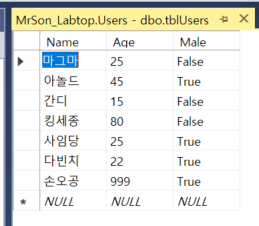 MrSon_Labtop.Users - dbo.tblUsers
Name Age Male
마그마 25 False
아놀드 45 True
간디 15 False
킹세종 80 False
사임당 25 True
다빈치 22 True
손오공 999 True
NULL NULL NULL